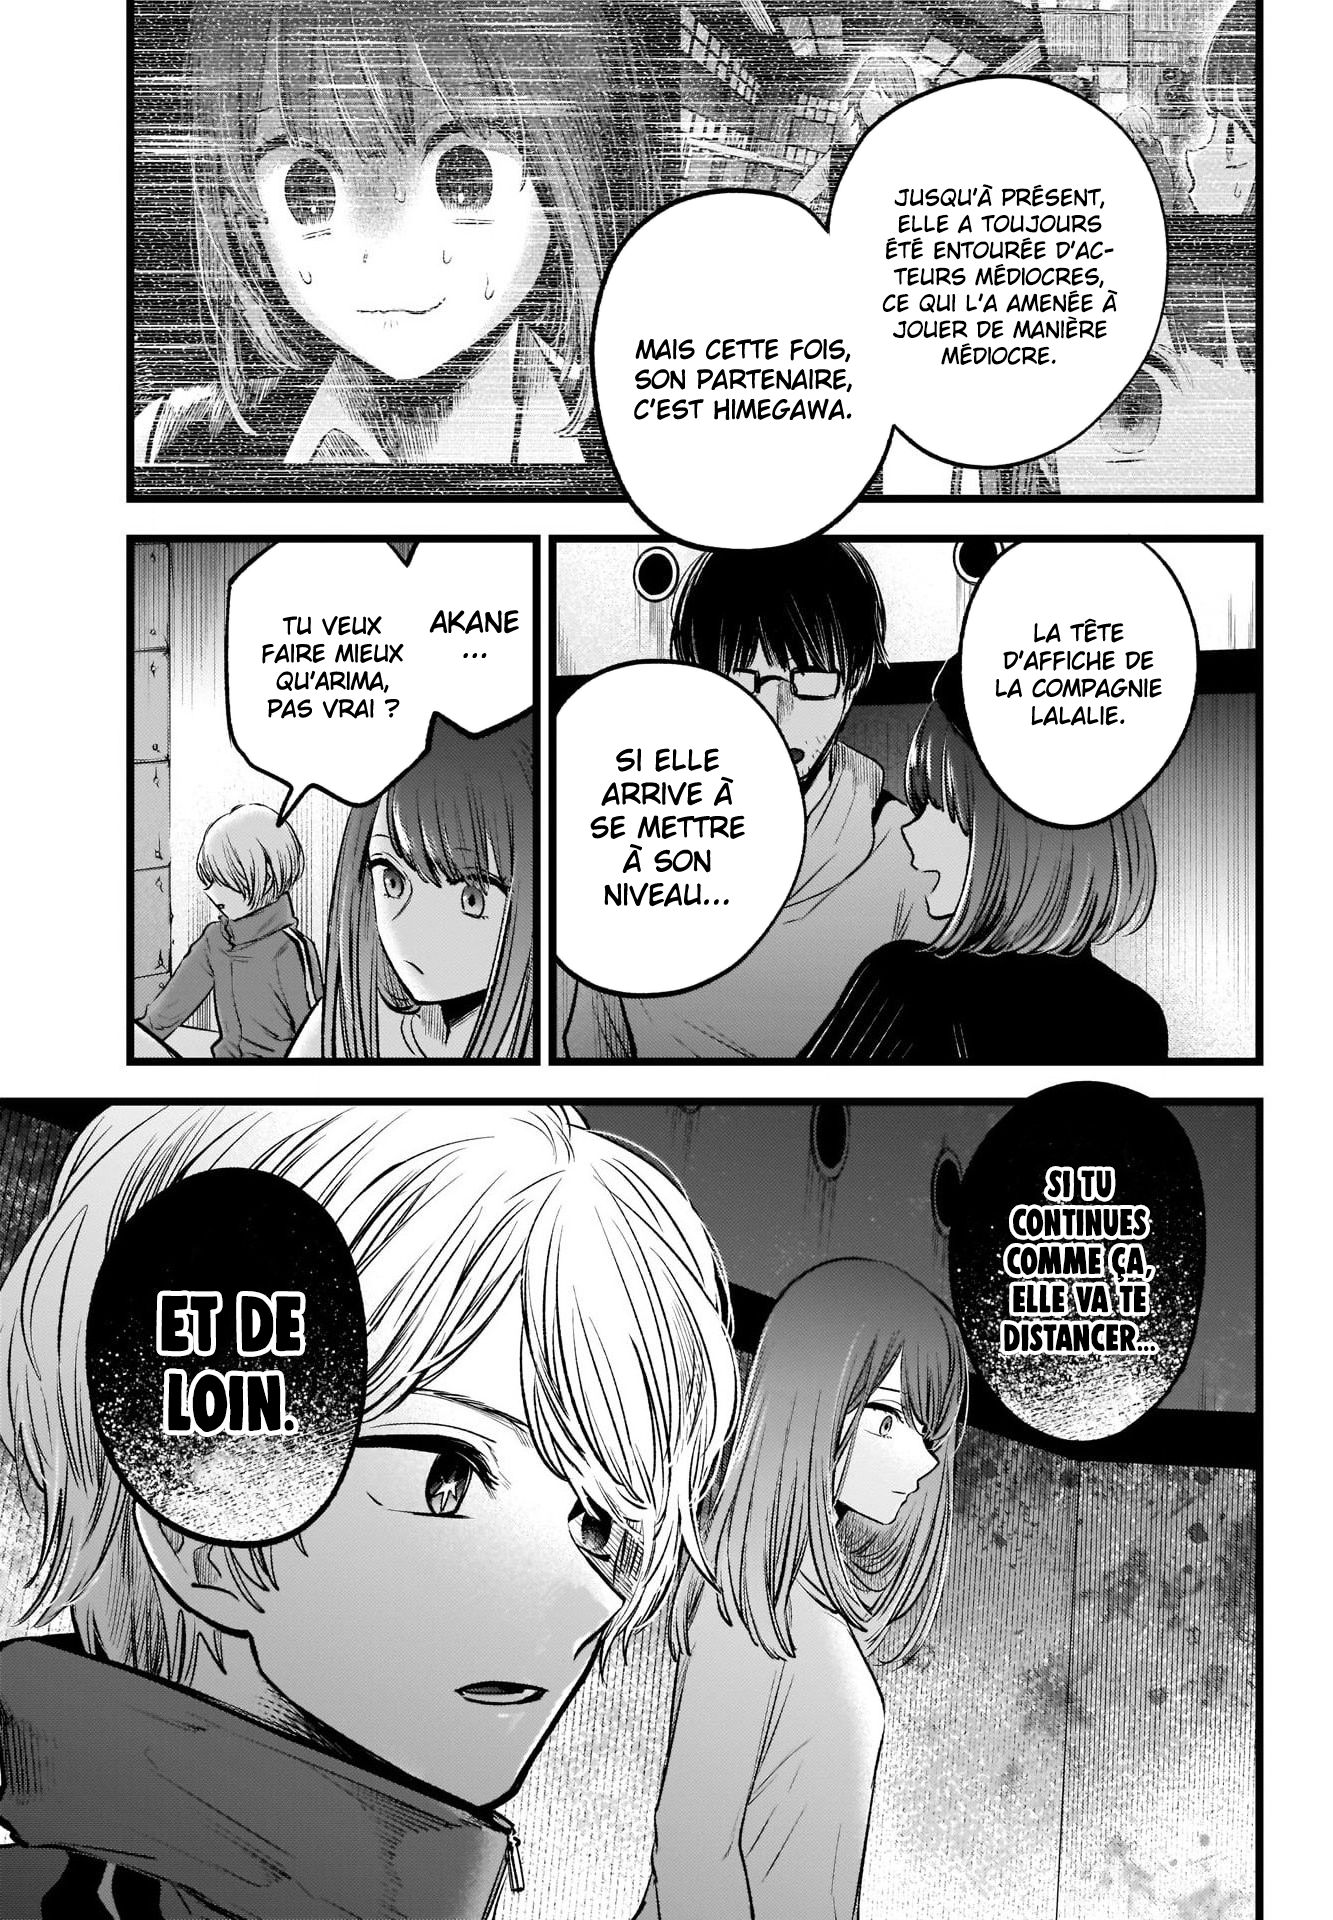 JUSQU'À PRÉSENT,
ELLE A TOUJOURS
ÉTÉ ENTOURÉE D'AC-
TEURS MÉDIOCRES,
CE QUI L'A AMENÉE À
JOUER DE MANIÈRE
MÉDIOCRE.
MAIS CETTE FOIS,
SON PARTENAIRE,
C'EST HIMEGAWA.
LA TÊTE
D'AFFICHE DE
LA COMPAGNIE
LALALIE.
SI ELLE
ARRIVE À
SE METTRE
À SON
NIVEAU...
AKANE
...
TU VEUX
FAIRE MIEUX
QU'ARIMA,
PAS VRAI ?
SI TU
CONTINUES
COMME ÇA,
ELLE VA TE
DISTANCER...
ET DE
LOIN.